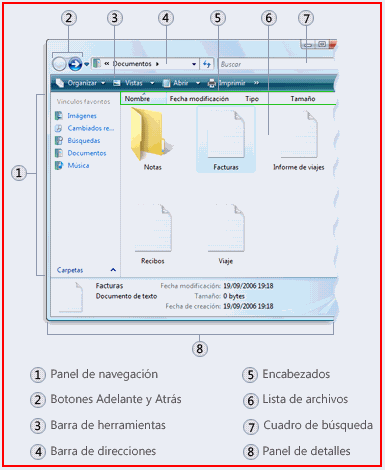 2 3 4 5 6 7
« Documentos Buscar
Organizar Vistas Abrir Imprimir »
Vínculos favoritos Nombre Fecha modificación Tipo Tamaño
Imágenes
Cambiados re...
Búsquedas
Documentos
Música
Notas Facturas Informe de viajes
1
Recibos Viaje
Carpetas
Facturas Fecha modificación: 19/09/2006 19:18
Documento de texto Tamaño: 0 bytes
Fecha de creación: 19/09/2006 19:18
8
1 Panel de navegación
2 Botones Adelante y Atrás
3 Barra de herramientas
4 Barra de direcciones
5 Encabezados
6 Lista de archivos
7 Cuadro de búsqueda
8 Panel de detalles